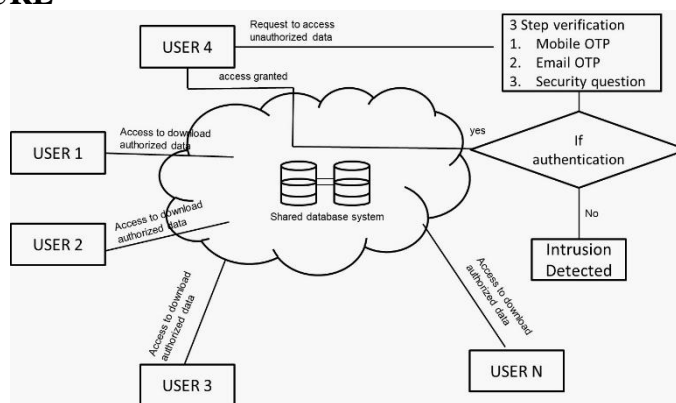 URE
USER 4
Request to access
unauthorized data
3 Step verification
1. Mobile OTP
2. Email OTP
3. Security question
access granted
yes
If
authentication
USER 1
Access to download
authorized data
Shared database system
USER 2
Access to download
authorized data
No
Intrusion
Detected
Access to download
authorized data
USER 3
Access to download
authorized data
USER N